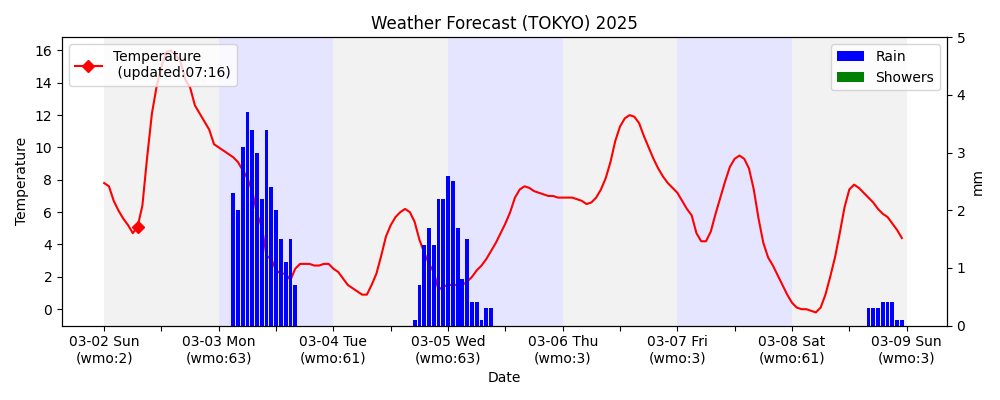 Weather Forecast (TOKYO) 2025
Temperature
(updated:07:16)
Rain
Showers
Temperature
16
14
12
10
8
6
4
2
0
5
4
3
2
1
0
mm
03-02 Sun
(wmo:2)
03-03 Mon
(wmo:63)
03-04 Tue
(wmo:61)
03-05 Wed
(wmo:63)
03-06 Thu
(wmo:3)
03-07 Fri
(wmo:3)
03-08 Sat
(wmo:61)
03-09 Sun
(wmo:3)
Date